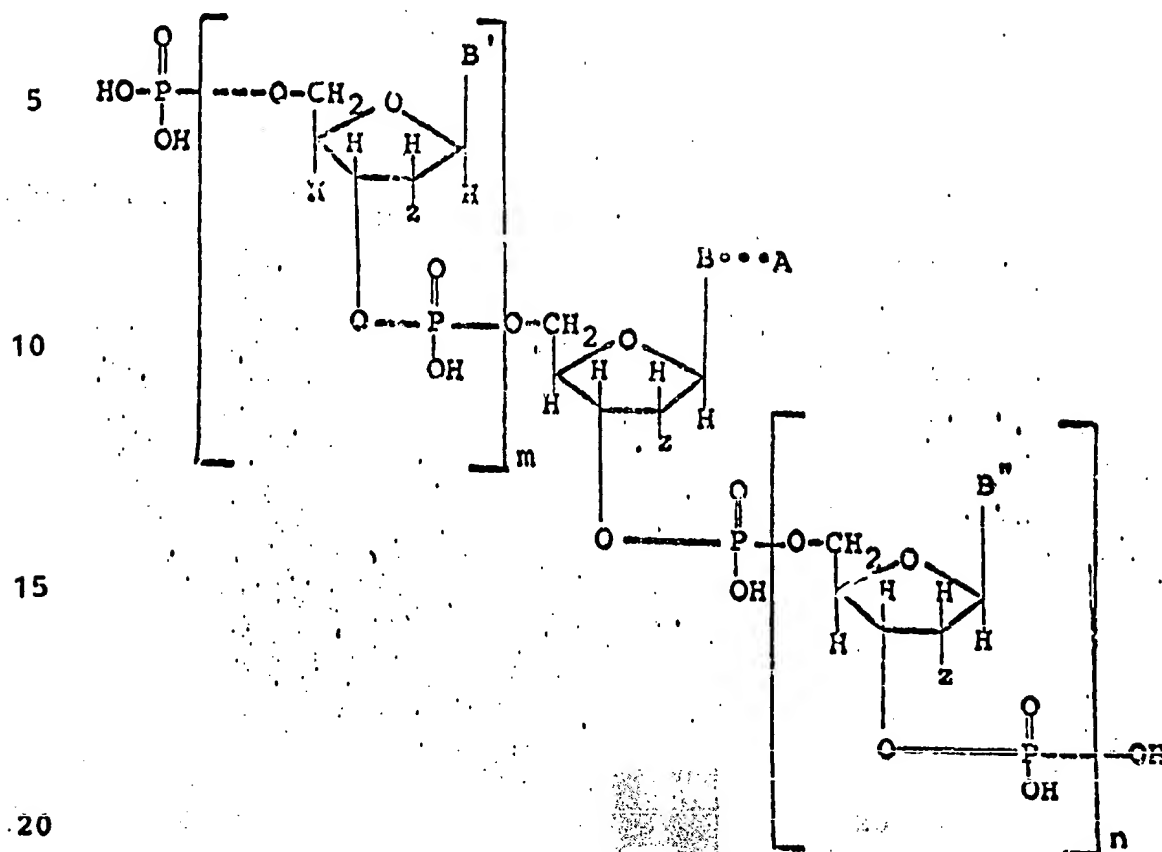 O
B'
5 HO-P---O-CH2 O
OH H H
H
z
B•••A
O
O--P--O-CH2 O
10
OH H H
H H
z
m
O B"
O P-O-CH2 O
15 OH H H
H H
z
O
O P---OH
OH
20
n